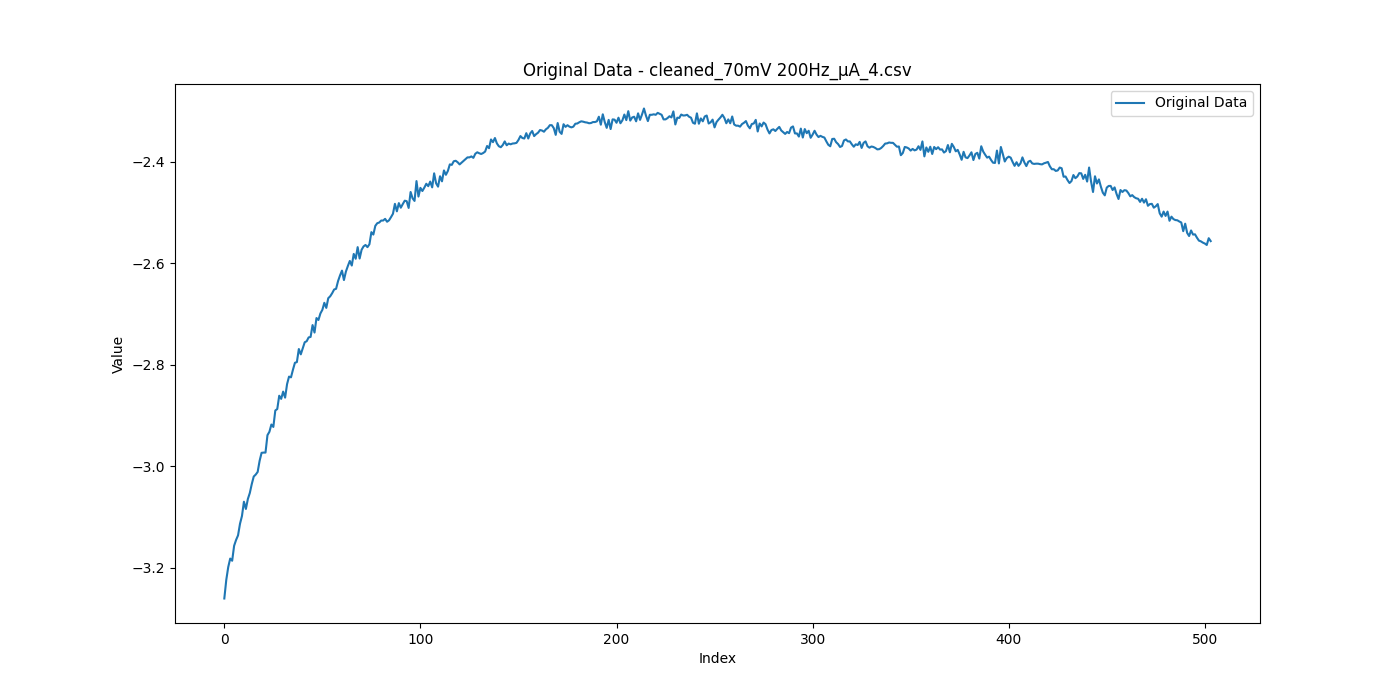 Original Data - cleaned_70mV 200Hz_µA_4.csv
Original Data
−2.4
−2.6
−2.8
−3.0
−3.2
Value
0 100 200 300 400 500
Index